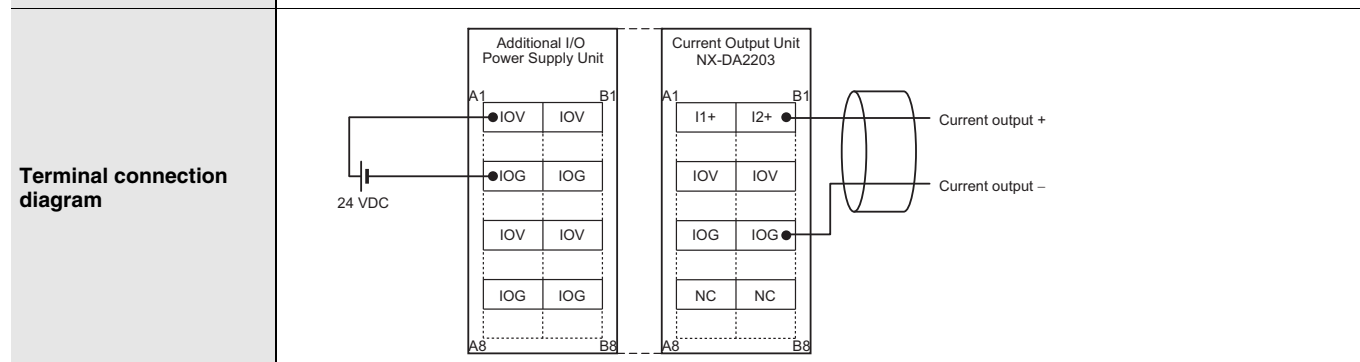 Terminal connection
diagram
24 VDC
Additional I/O
Power Supply Unit
A1 B1
IOV IOV
IOG IOG
IOV IOV
IOG IOG
A8 B8
Current Output Unit
NX-DA2203
A1 B1
I1+ I2+
IOV IOV
IOG IOG
NC NC
A8 B8
Current output +
Current output −